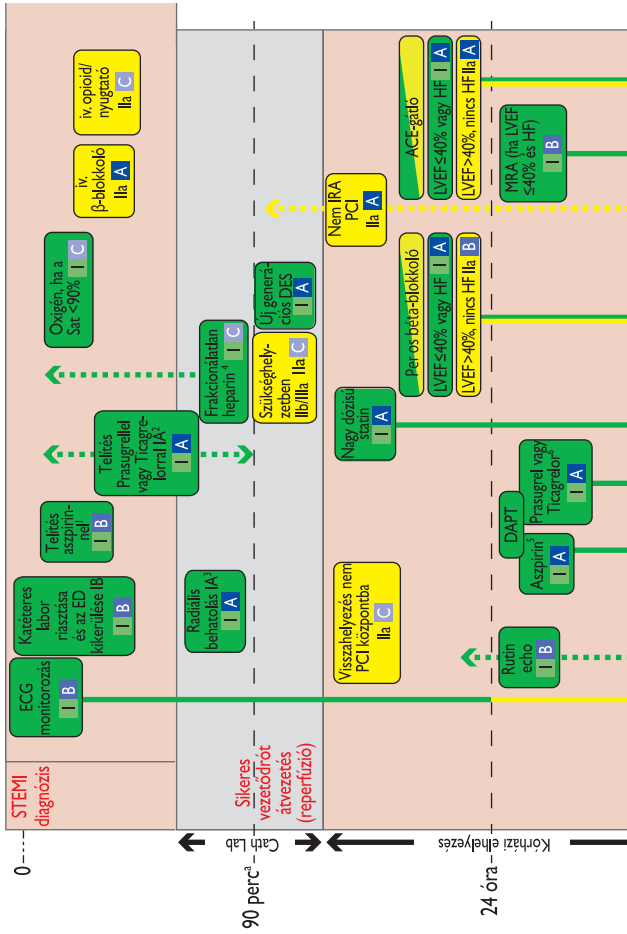 0
STEMI
diagnózis
ECG
monitorozás
I B
Katéteres
labor
riasztása
és az ED
kikerülése IB
I B
Telítés
aszpirin-
nel1
I B
Telítés
Prasugrellel
vagy Ticagre-
lorral IA2
I A
Oxigén, ha a
Sat <90%
I C
iv.
β-blokkoló
IIa A
iv. opioid/
nyugtató
IIa C
Cath Lab
90 perca
Sikeres
vezetődrót
átvezetés
(reperfúzió)
Radiális
behatolás IA3
I A
Frakcionálatlan
heparin4
I C
Szükséghely-
zetben
IIb/IIIa IIa C
Új generá-
ciós DES
I A
Kórházi elhelyezés
24 óra
Visszahelyezés nem
PCI központba
IIa C
Nagy dózisú
statin
I A
Per os béta-blokkoló
LVEF≤40% vagy HF I A
LVEF>40%, nincs HF IIa B
Nem IRA
PCI
IIa A
ACE-gátló
LVEF≤40% vagy HF I A
LVEF>40%, nincs HF IIa A
Rutin
echo
I B
DAPT
Aszpirin5
I A
Prasugrel vagy
Ticagrelor6
I A
MRA (ha LVEF
≤40% és HF)
I B